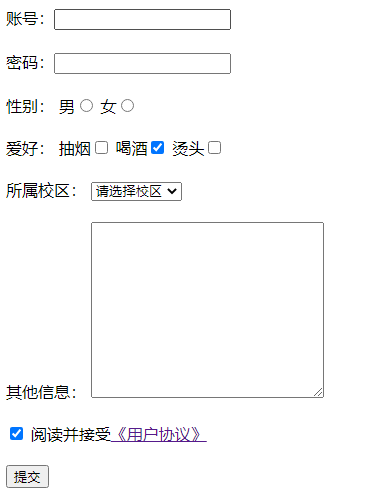 账号：
密码：
性别： 男 女
爱好： 抽烟 喝酒 烫头
所属校区： 请选择校区
其他信息：
阅读并接受《用户协议》
提交